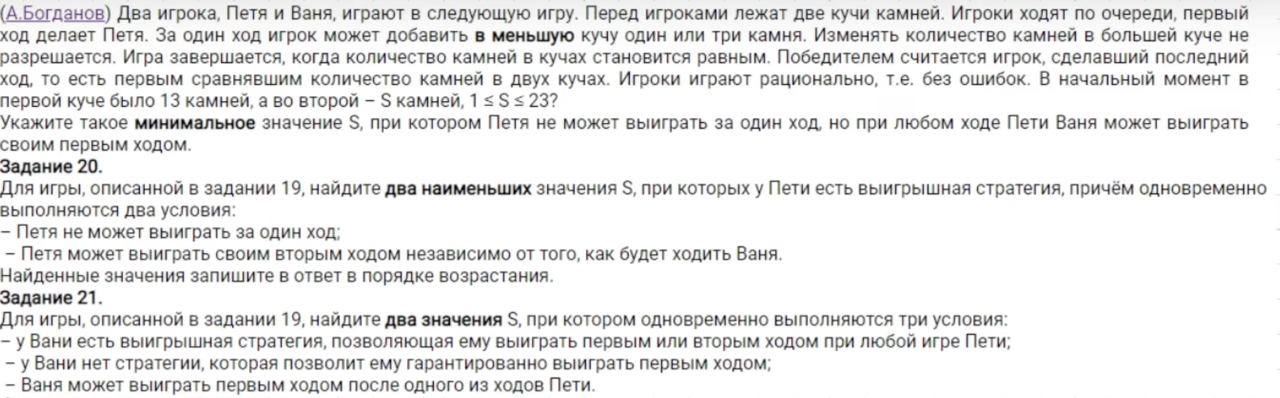 (А.Богданов) Два игрока, Петя и Ваня, играют в следующую игру. Перед игроками лежат две кучи камней. Игроки ходят по очереди, первый
ход делает Петя. За один ход игрок может добавить в меньшую кучу один или три камня. Изменять количество камней в большей куче не
разрешается. Игра завершается, когда количество камней в кучах становится равным. Победителем считается игрок, сделавший последний
ход, то есть первым сравнявшим количество камней в двух кучах. Игроки играют рационально, т.е. без ошибок. В начальный момент в
первой куче было 13 камней, а во второй – S камней, 1 ≤ S ≤ 23?
Укажите такое минимальное значение S, при котором Петя не может выиграть за один ход, но при любом ходе Пети Ваня может выиграть
своим первым ходом.
Задание 20.
Для игры, описанной в задании 19, найдите два наименьших значения S, при которых у Пети есть выигрышная стратегия, причём одновременно
выполняются два условия:
– Петя не может выиграть за один ход;
– Петя может выиграть своим вторым ходом независимо от того, как будет ходить Ваня.
Найденные значения запишите в ответ в порядке возрастания.
Задание 21.
Для игры, описанной в задании 19, найдите два значения S, при котором одновременно выполняются три условия:
– у Вани есть выигрышная стратегия, позволяющая ему выиграть первым или вторым ходом при любой игре Пети;
– у Вани нет стратегии, которая позволит ему гарантированно выиграть первым ходом;
– Ваня может выиграть первым ходом после одного из ходов Пети.